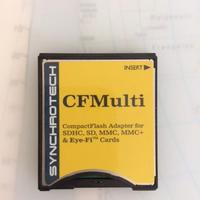 INSERT ▶
SYNCHROTECH
CFMulti
CompactFlash Adapter for
SDHC, SD, MMC, MMC+
& Eye-Fi™ Cards